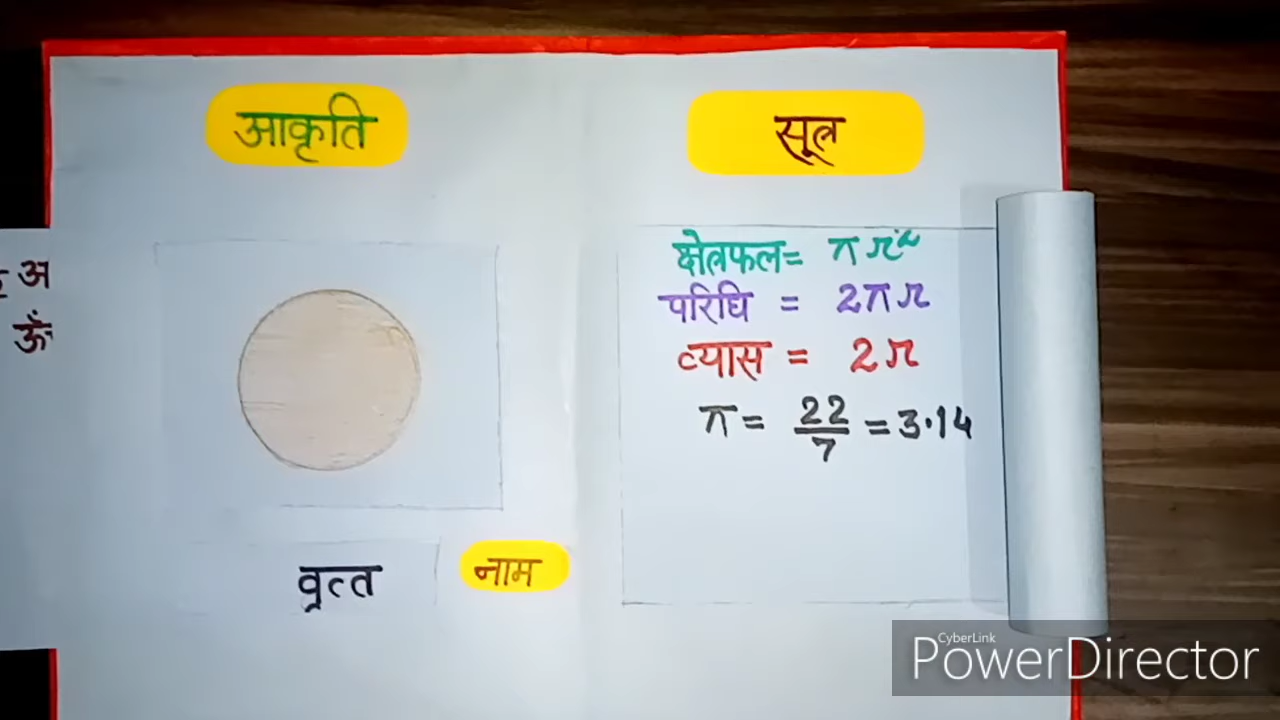 आकृति
सूत्र
क्षेत्रफल = πr²
परिधि = 2πr
व्यास = 2r
π = 22/7 = 3.14
वृत्त
नाम
अ
ऊँ
CyberLink
PowerDirector